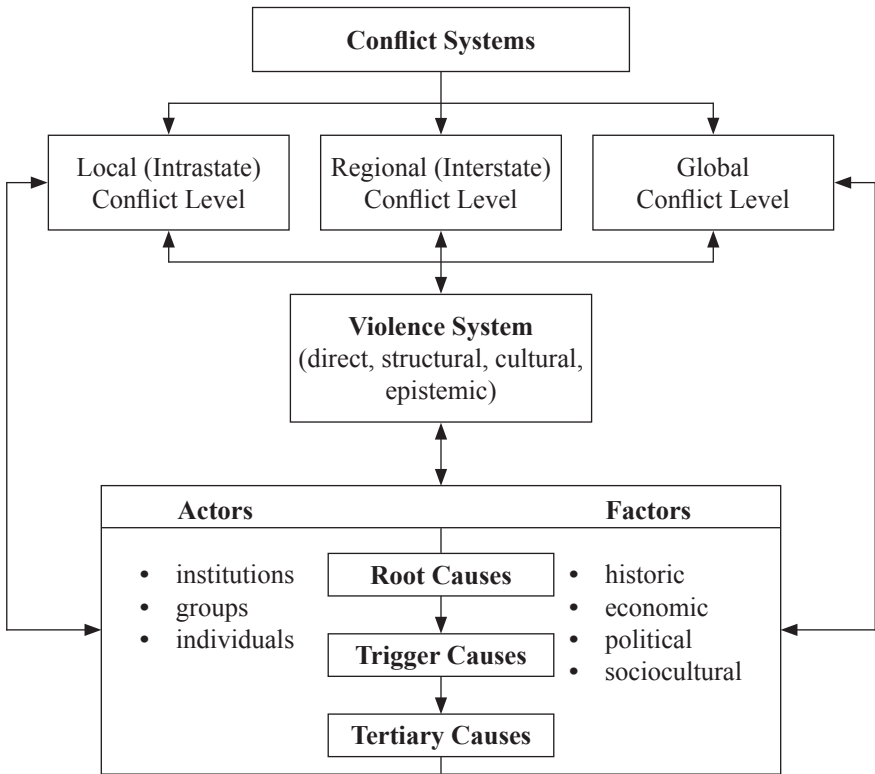 Conflict Systems
Local (Intrastate)
Conflict Level
Regional (Interstate)
Conflict Level
Global
Conflict Level
Violence System
(direct, structural, cultural,
epistemic)
Actors
Factors
• institutions
• groups
• individuals
Root Causes
Trigger Causes
Tertiary Causes
• historic
• economic
• political
• sociocultural